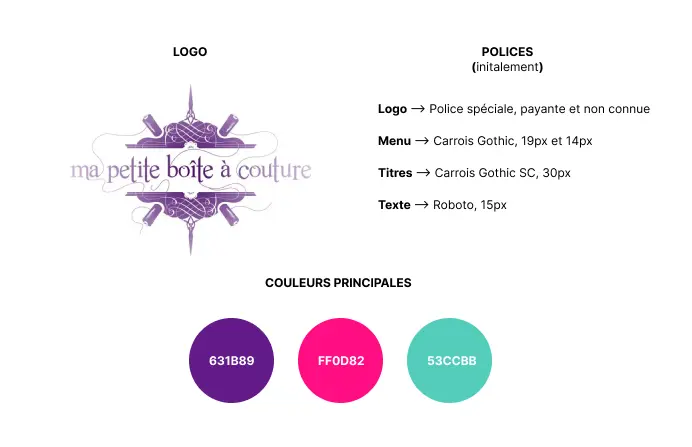 LOGO
ma petite boîte à couture
POLICES
(initalement)
Logo → Police spéciale, payante et non connue
Menu → Carrois Gothic, 19px et 14px
Titres → Carrois Gothic SC, 30px
Texte → Roboto, 15px
COULEURS PRINCIPALES
631B89
FF0D82
53CCBB